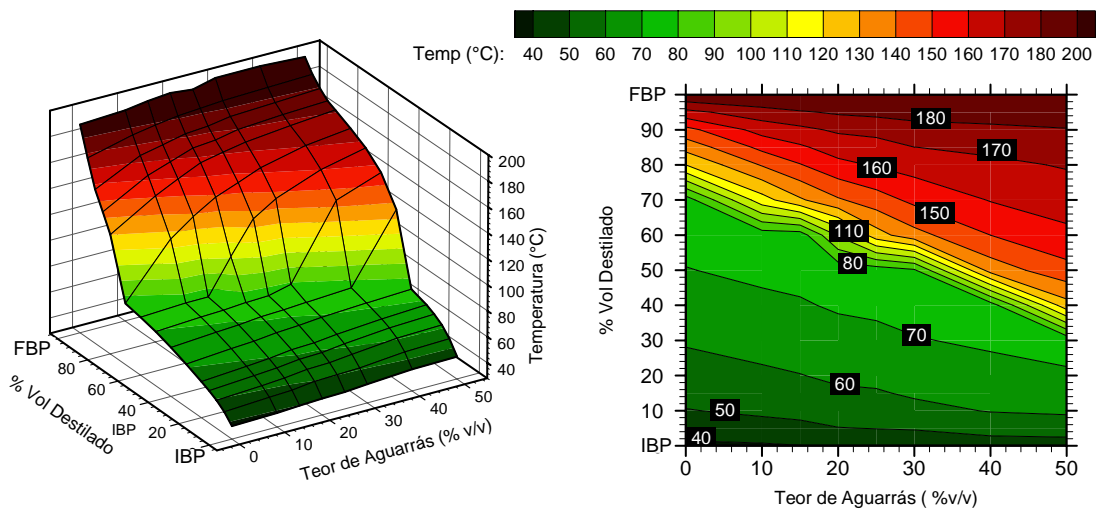 Temp (°C):
40 50 60 70 80 90 100 110 120 130 140 150 160 170 180 200
200
180
160
140
120
100
80
60
40
Temperatura (°C)
FBP
80
60
40
IBP
20
IBP
% Vol Destilado
0 10 20 30 40 50
Teor de Aguarrás (% v/v)
FBP
90
80
70
60
50
40
30
20
10
IBP
% Vol Destilado
180
170
160
150
110
80
70
60
50
40
0 10 20 30 40 50
Teor de Aguarrás ( %v/v)